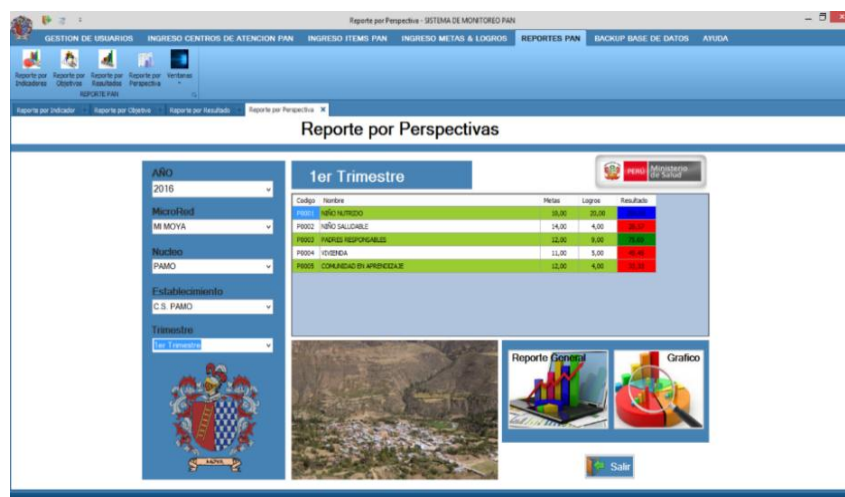 Reporte por Perspectiva - SISTEMA DE MONITOREO PAN
GESTION DE USUARIOS INGRESO CENTROS DE ATENCION PAN INGRESO ITEMS PAN INGRESO METAS & LOGROS REPORTES PAN BACKUP BASE DE DATOS AYUDA
Reporte por Indicadores Reporte por Objetivos Reporte por Resultados Reporte por Perspectiva Ventanas
REPORTE PAN
Reporte por Indicador Reporte por Objetivo Reporte por Resultado Reporte por Perspectiva
Reporte por Perspectivas
AÑO
2016
MicroRed
MI MOYA
Nucleo
PAMO
Establecimiento
C.S. PAMO
Trimestre
1er Trimestre
1er Trimestre
PERÚ Ministerio de Salud
Codigo Nombre Metas Logros Resultado
P0001 NIÑO NUTRIDO 16,00 20,00
P0002 NIÑO SALUDABLE 14,00 4,00
P0003 PADRES RESPONSABLES 12,00 9,00 75,00
P0004 VIVIENDA 11,00 5,00
P0005 COMUNIDAD EN APRENDIZAJE 12,00 4,00
Reporte General
Grafico
Salir